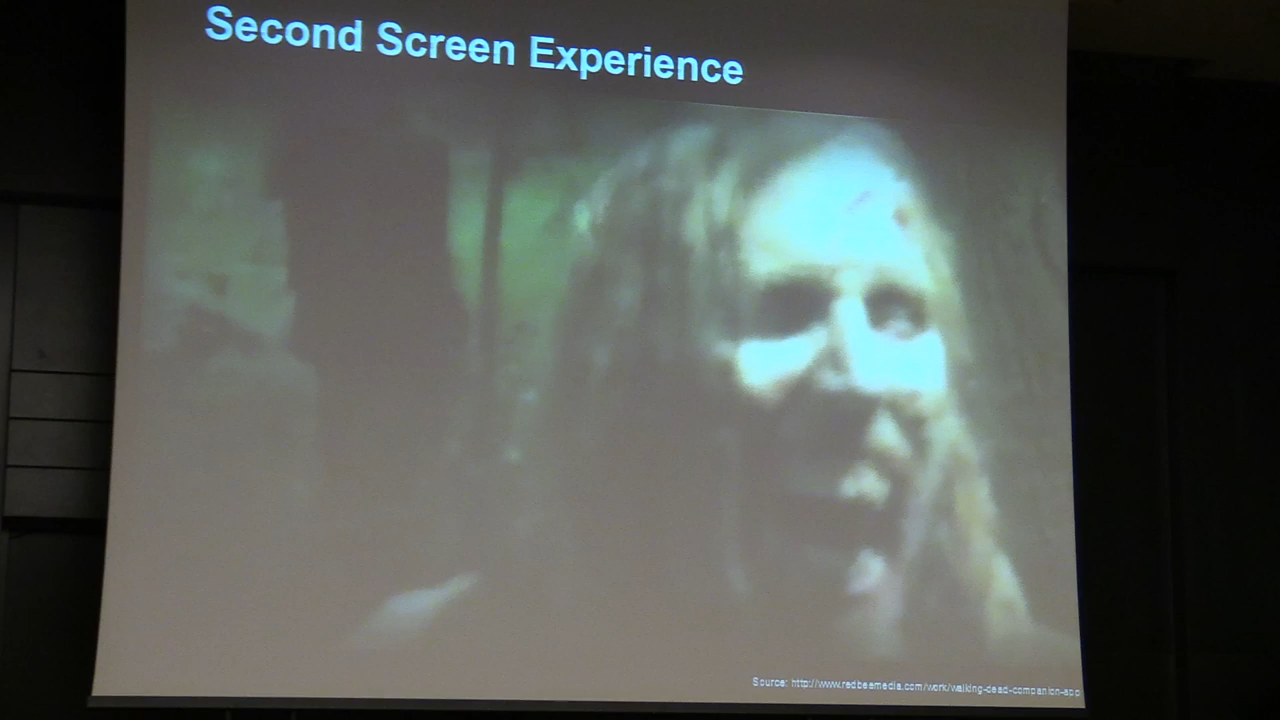 Second Screen Experience
Source: http://www.redbeemedia.com/work/walking-dead-companion-app